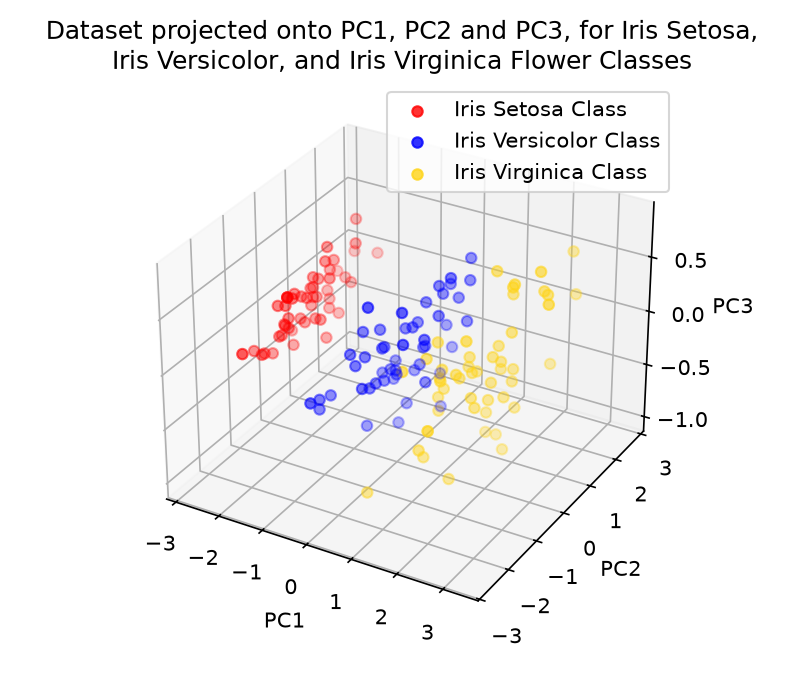 Dataset projected onto PC1, PC2 and PC3, for Iris Setosa,
Iris Versicolor, and Iris Virginica Flower Classes
Iris Setosa Class
Iris Versicolor Class
Iris Virginica Class
0.5
0.0
−0.5
−1.0
PC3
3
2
1
0
−1
−2
−3
PC2
−3
−2
−1
0
1
2
3
PC1